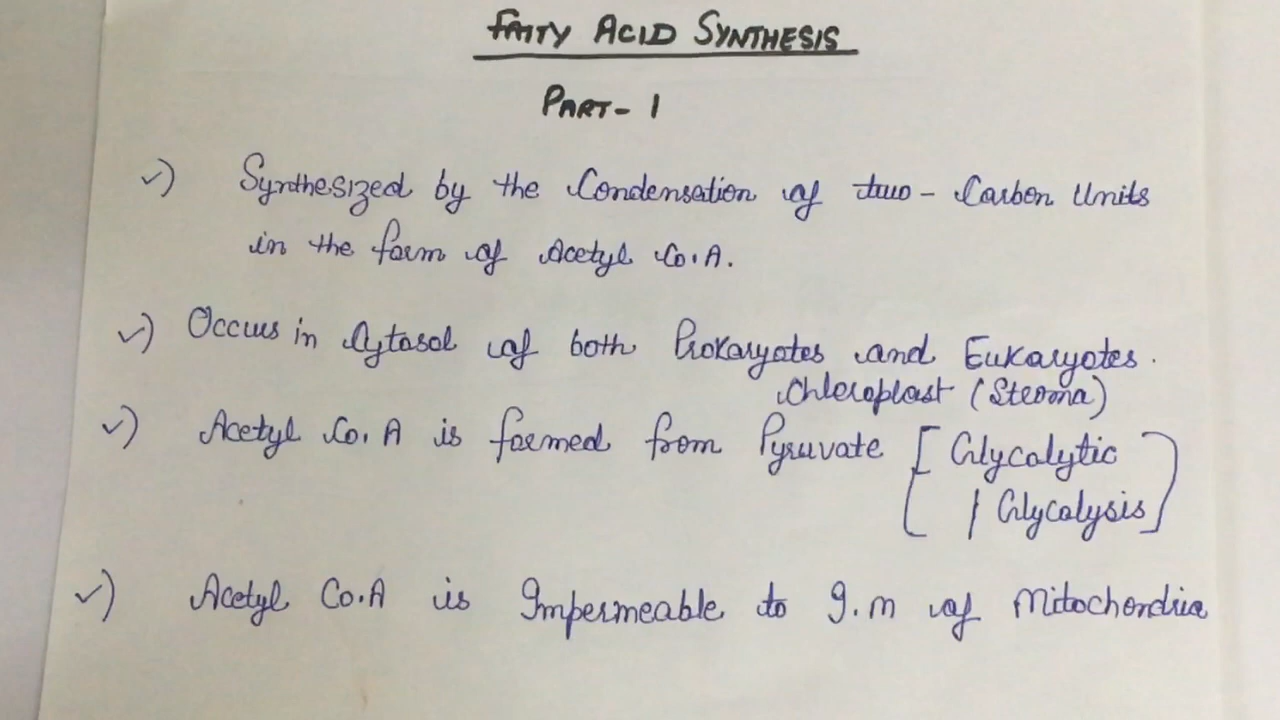 FATTY ACID SYNTHESIS
PART- 1
✓) Synthesized by the Condensation of two - Carbon Units
in the form of Acetyl Co.A.
✓) Occurs in Cytosol of both Prokaryotes and Eukaryotes.
Chloroplast (Stroma)
✓) Acetyl Co. A is formed from Pyruvate [Glycolytic
/ Glycolysis]
✓) Acetyl Co.A is Impermeable to I.m of Mitochondria